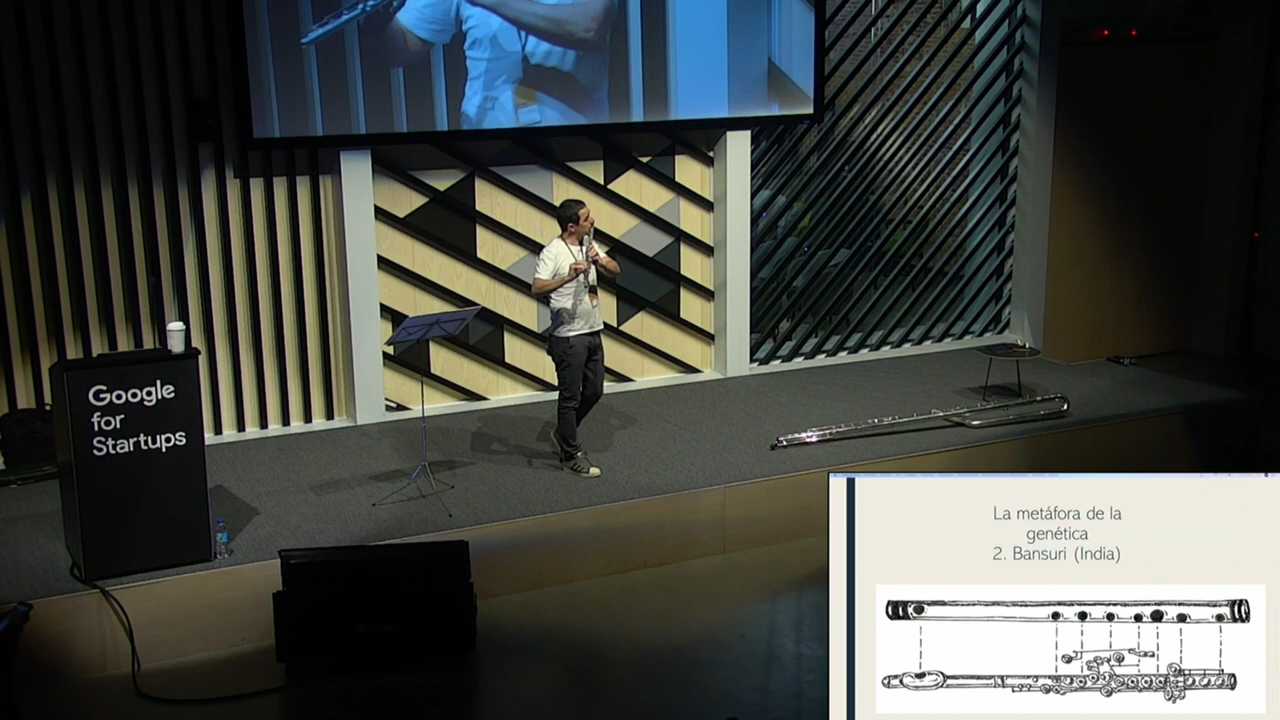 Google
for
Startups
La metáfora de la
genética
2. Bansuri (India)